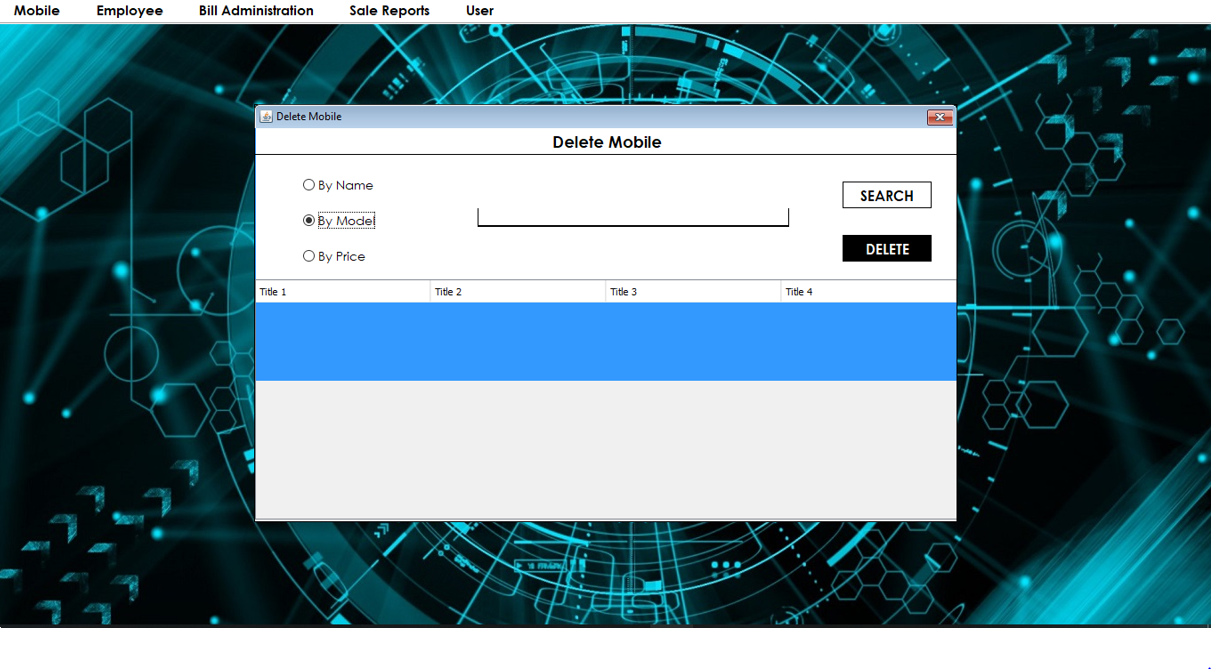 Mobile Employee Bill Administration Sale Reports User
Delete Mobile
Delete Mobile
By Name
SEARCH
By Model
By Price
DELETE
Title 1 Title 2 Title 3 Title 4